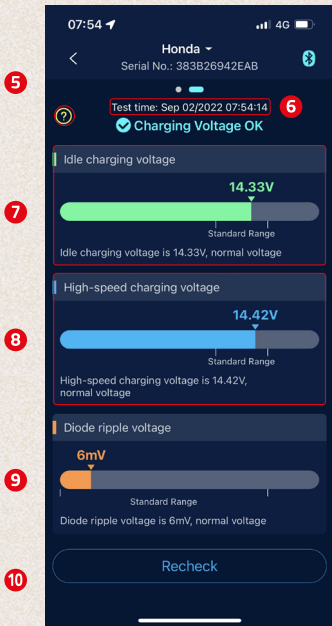 07:54 4G
Honda
Serial No.: 383B26942EAB
5
Test time: Sep 02/2022 07:54:14 6
? Charging Voltage OK
Idle charging voltage
14.33V
7
Standard Range
Idle charging voltage is 14.33V, normal voltage
High-speed charging voltage
14.42V
8
Standard Range
High-speed charging voltage is 14.42V,
normal voltage
Diode ripple voltage
6mV
9
Standard Range
Diode ripple voltage is 6mV, normal voltage
Recheck
10